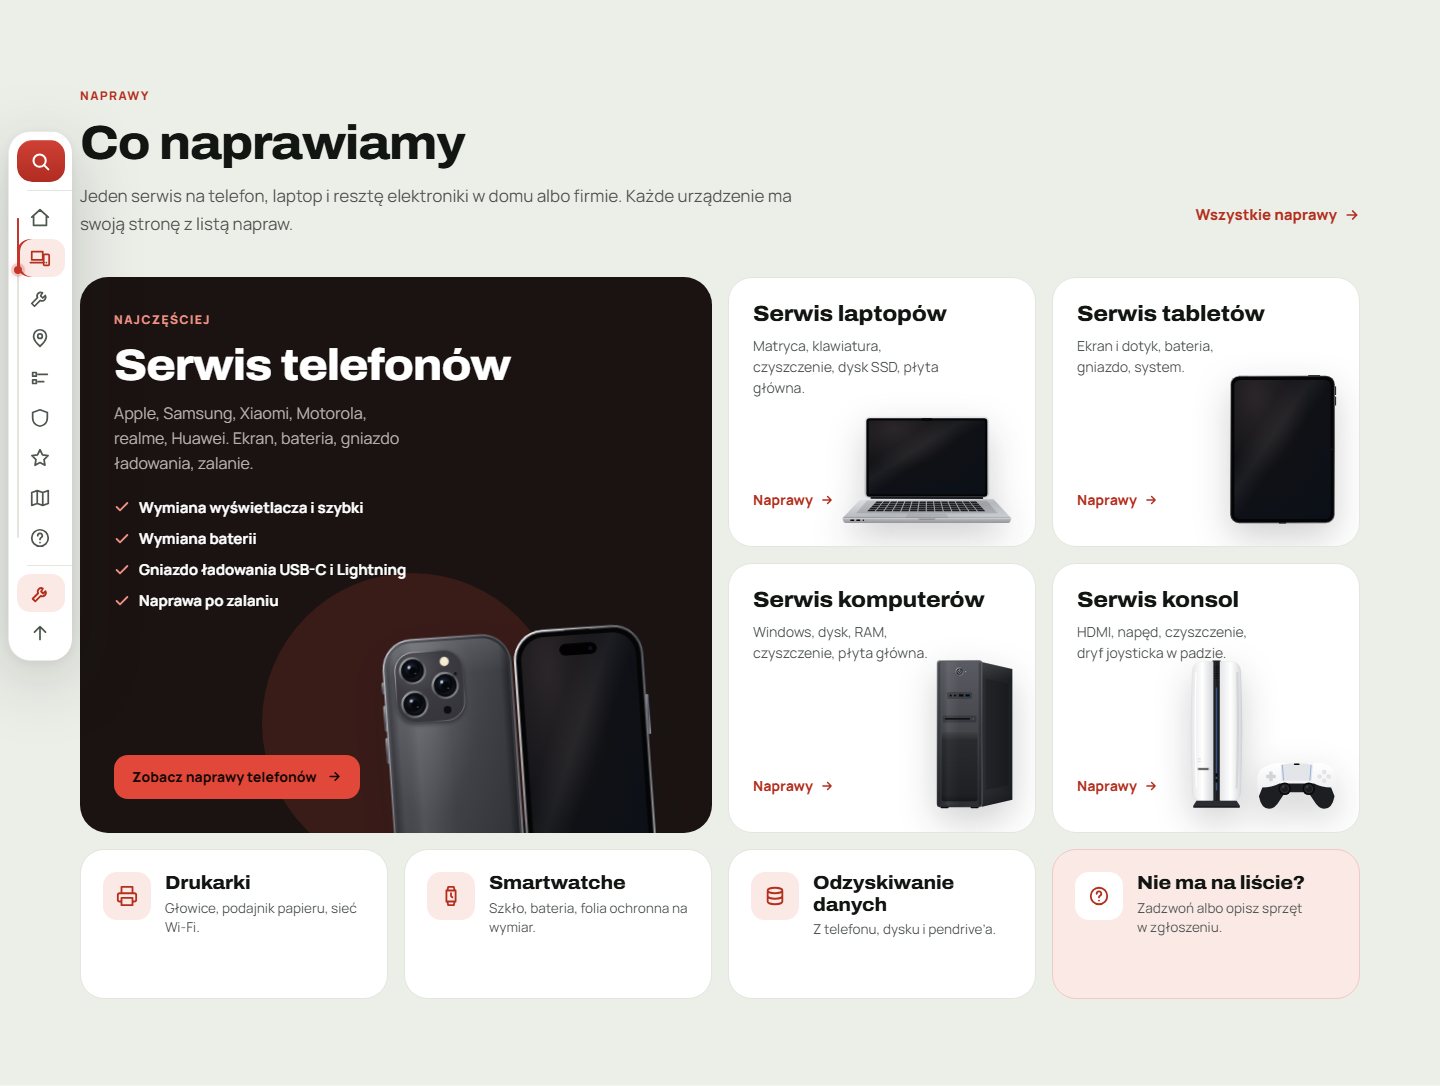 NAPRAWY
Co naprawiamy
Jeden serwis na telefon, laptop i resztę elektroniki w domu albo firmie. Każde urządzenie ma
swoją stronę z listą napraw.
Wszystkie naprawy
NAJCZĘŚCIEJ
Serwis telefonów
Apple, Samsung, Xiaomi, Motorola,
realme, Huawei. Ekran, bateria, gniazdo
ładowania, zalanie.
Wymiana wyświetlacza i szybki
Wymiana baterii
Gniazdo ładowania USB-C i Lightning
Naprawa po zalaniu
Zobacz naprawy telefonów
Serwis laptopów
Matryca, klawiatura,
czyszczenie, dysk SSD, płyta
główna.
Naprawy
Serwis tabletów
Ekran i dotyk, bateria,
gniazdo, system.
Naprawy
Serwis komputerów
Windows, dysk, RAM,
czyszczenie, płyta główna.
Naprawy
Serwis konsol
HDMI, napęd, czyszczenie,
dryf joysticka w padzie.
Naprawy
Drukarki
Głowice, podajnik papieru, sieć
Wi-Fi.
Smartwatche
Szkło, bateria, folia ochronna na
wymiar.
Odzyskiwanie
danych
Z telefonu, dysku i pendrive'a.
Nie ma na liście?
Zadzwoń albo opisz sprzęt
w zgłoszeniu.